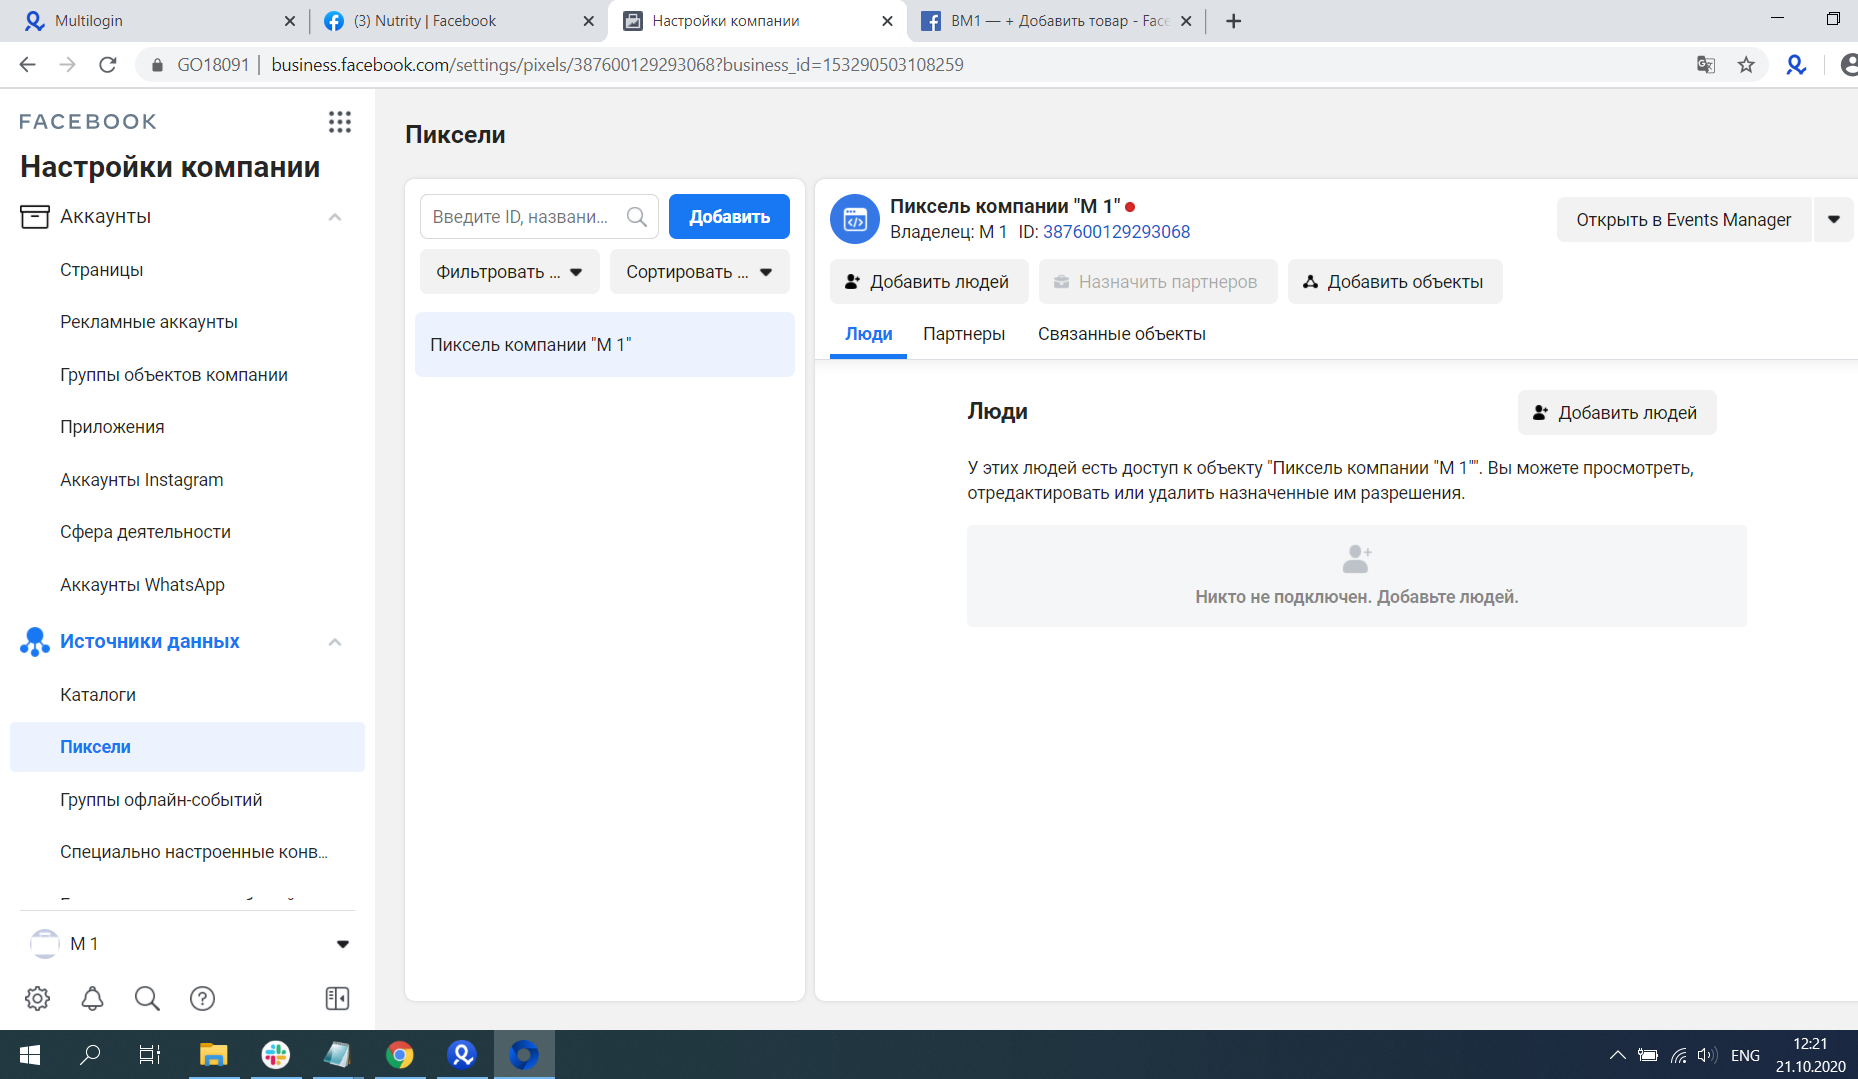 Multilogin
(3) Nutrity | Facebook
Настройки компании
BM1 — + Добавить товар - Face
GO18091 | business.facebook.com/settings/pixels/387600129293068?business_id=153290503108259
FACEBOOK
Настройки компании
Аккаунты
Страницы
Рекламные аккаунты
Группы объектов компании
Приложения
Аккаунты Instagram
Сфера деятельности
Аккаунты WhatsApp
Источники данных
Каталоги
Пиксели
Группы офлайн-событий
Специально настроенные конв...
M 1
Пиксели
Введите ID, названи...
Добавить
Фильтровать ...
Сортировать ...
Пиксель компании "M 1"
Пиксель компании "M 1"
Владелец: M 1 ID: 387600129293068
Открыть в Events Manager
Добавить людей
Назначить партнеров
Добавить объекты
Люди
Партнеры
Связанные объекты
Люди
Добавить людей
У этих людей есть доступ к объекту "Пиксель компании "M 1"". Вы можете просмотреть,
отредактировать или удалить назначенные им разрешения.
Никто не подключен. Добавьте людей.
ENG
12:21
21.10.2020